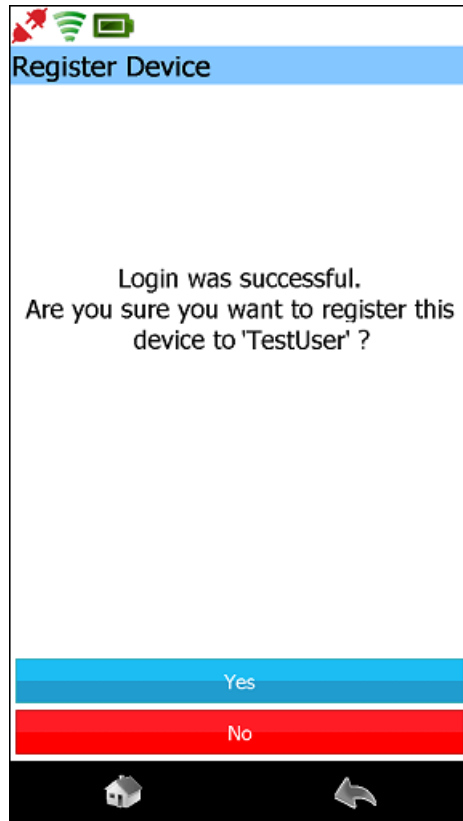 Register Device
Login was successful.
Are you sure you want to register this
device to 'TestUser' ?
Yes
No